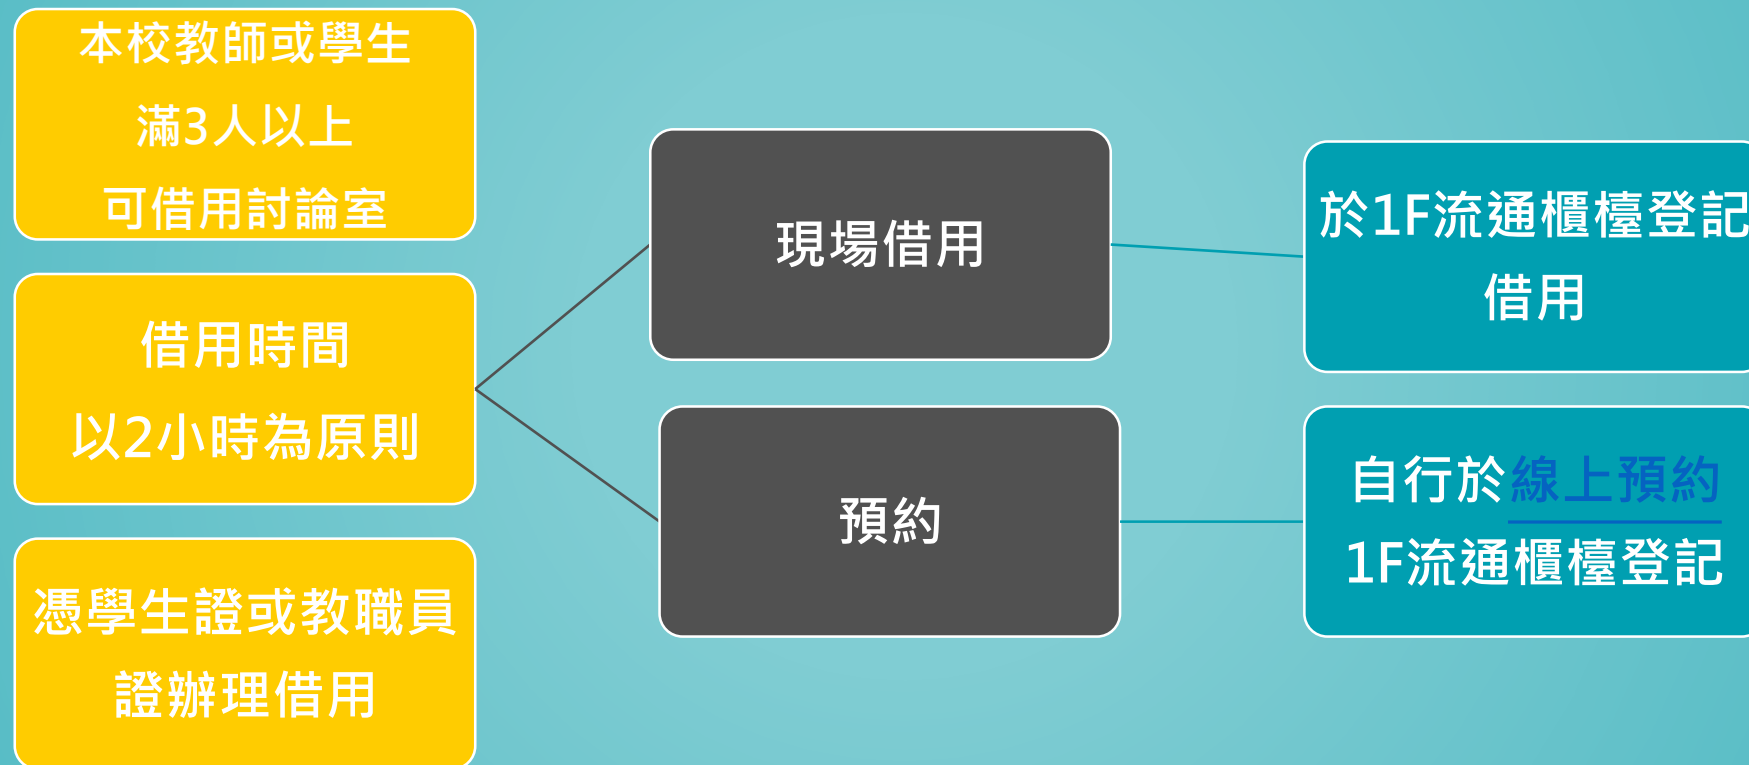 本校教師或學生
滿3人以上
可借用討論室
借用時間
以2小時為原則
憑學生證或教職員
證辦理借用
現場借用
預約
於1F流通櫃檯登記
借用
自行於線上預約
1F流通櫃檯登記